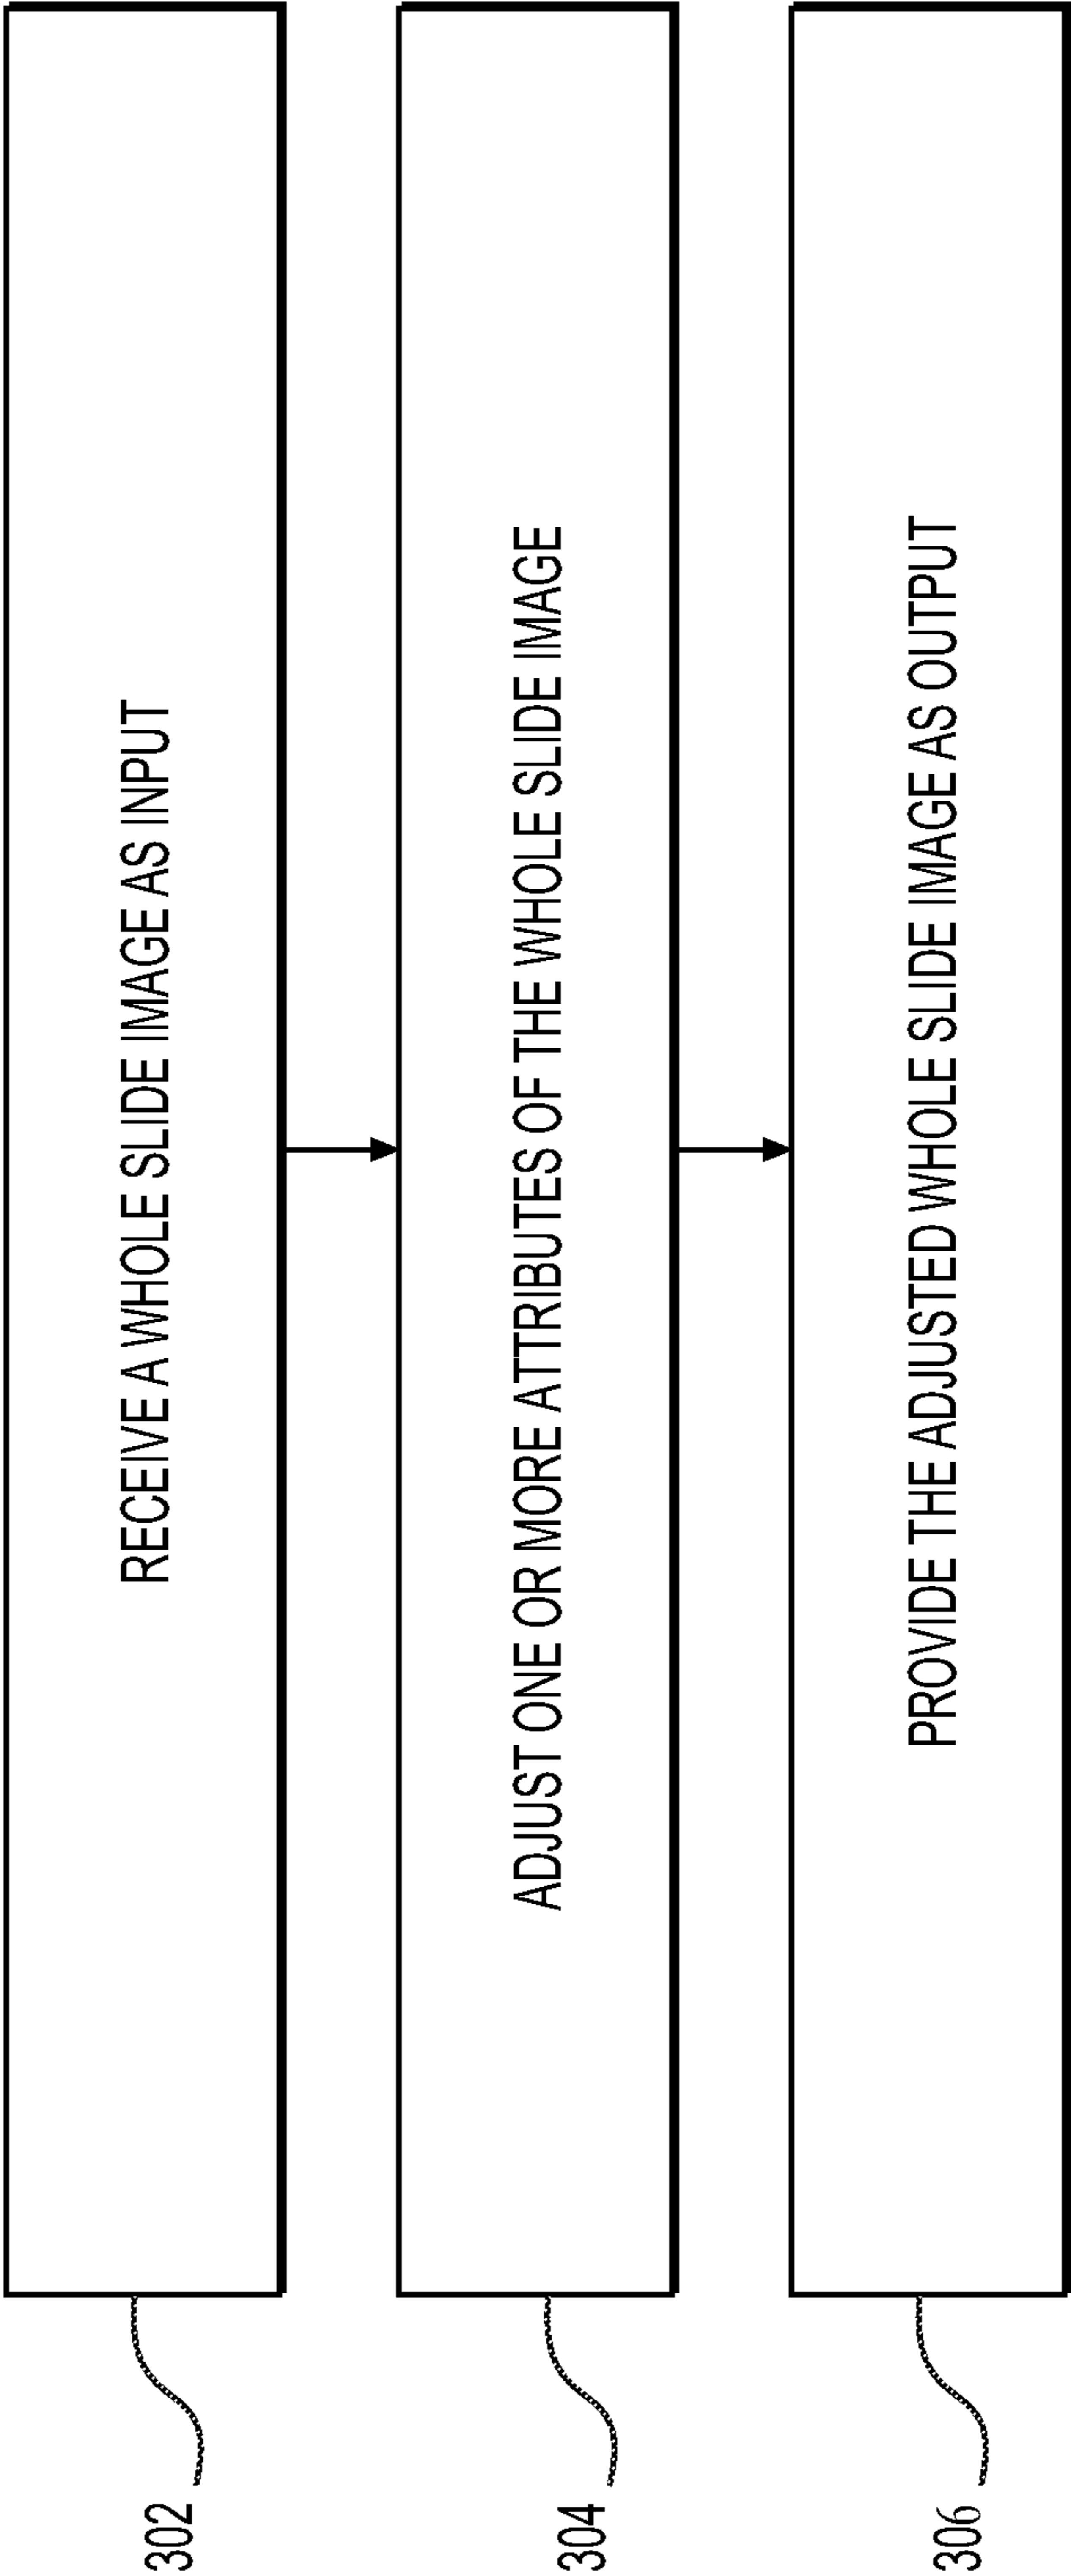 302
RECEIVE A WHOLE SLIDE IMAGE AS INPUT
304
ADJUST ONE OR MORE ATTRIBUTES OF THE WHOLE SLIDE IMAGE
306
PROVIDE THE ADJUSTED WHOLE SLIDE IMAGE AS OUTPUT